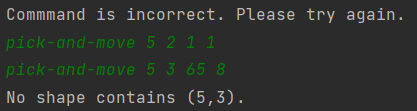 Commmand is incorrect. Please try again.
pick-and-move 5 2 1 1
pick-and-move 5 3 65 8
No shape contains (5,3).